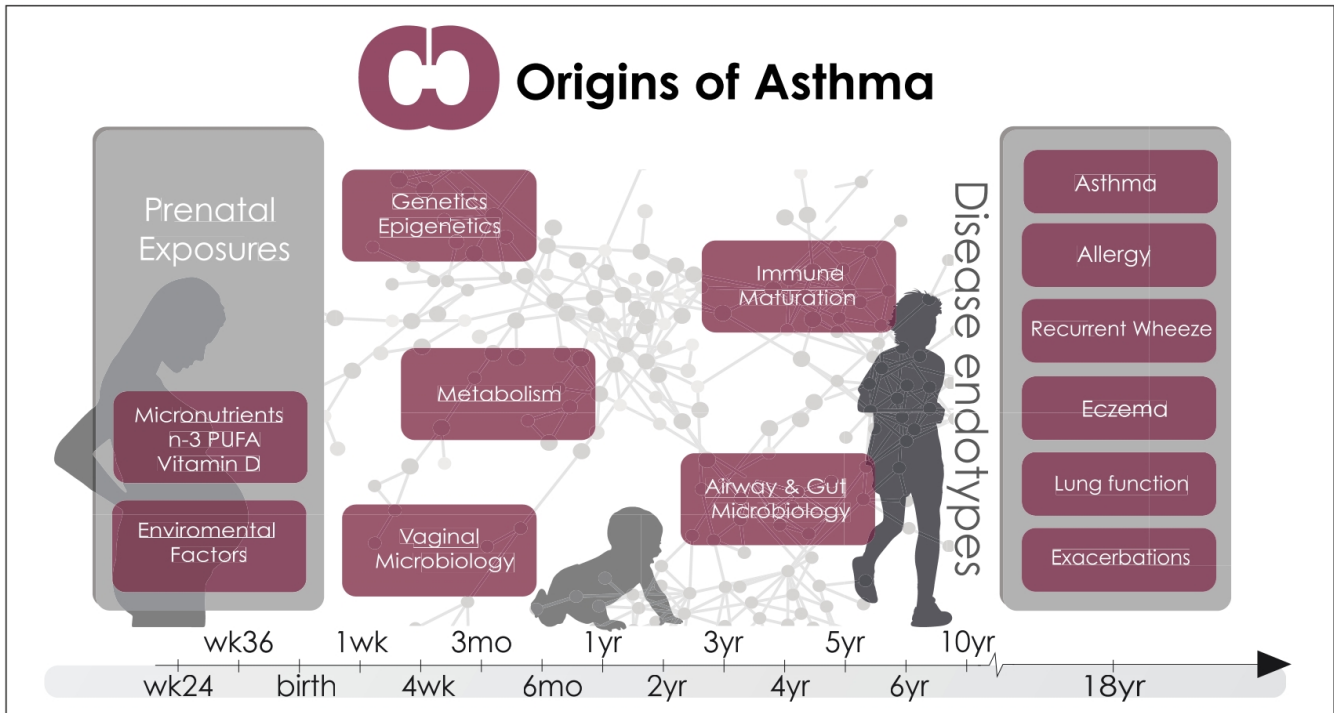 Origins of Asthma
Prenatal
Exposures
Micronutrients
n-3 PUFA
Vitamin D
Enviromental
Factors
Genetics
Epigenetics
Metabolism
Vaginal
Microbiology
Immune
Maturation
Airway & Gut
Microbiology
Disease endotypes
Asthma
Allergy
Recurrent Wheeze
Eczema
Lung function
Exacerbations
wk36 1wk 3mo 1yr 3yr 5yr 10yr
wk24 birth 4wk 6mo 2yr 4yr 6yr 18yr